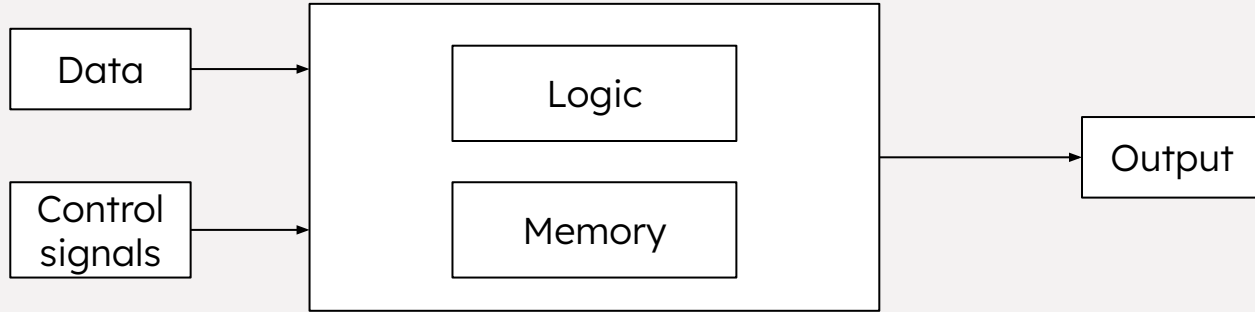 Data
Logic
Output
Control
signals
Memory